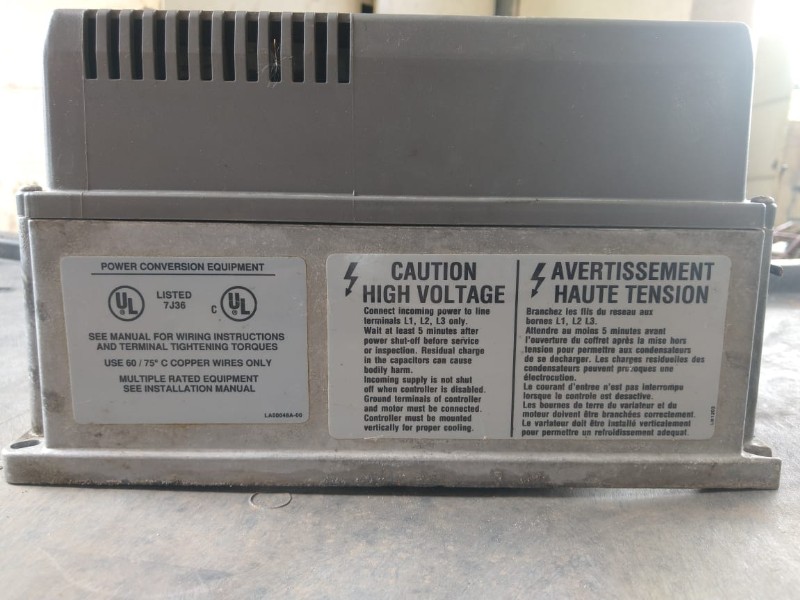 POWER CONVERSION EQUIPMENT
UL LISTED 7J36 C UL
SEE MANUAL FOR WIRING INSTRUCTIONS
AND TERMINAL TIGHTENING TORQUES
USE 60 / 75° C COPPER WIRES ONLY
MULTIPLE RATED EQUIPMENT
SEE INSTALLATION MANUAL
LA08046A-00
CAUTION
HIGH VOLTAGE
Connect incoming power to line
terminals L1, L2, L3 only.
Wait at least 5 minutes after
power shut-off before service
or inspection. Residual charge
in the capacitors can cause
bodily harm.
Incoming supply is not shut
off when controller is disabled.
Ground terminals of controller
and motor must be connected.
Controller must be mounted
vertically for proper cooling.
AVERTISSEMENT
HAUTE TENSION
Branchez les fils du reseau aux
bornes L1, L2 L3.
Attendre au moins 5 minutes avant
l'ouverture du coffret après la mise hors
tension pour permettre aux condensateurs
de se decharger. Les charges residuelles des
condensateurs peuvent provoquer une
électrocution.
Le courand d'entree n'est pas interrompu
lorsque le controle est desactive.
Les bournes de terre du variateur et du
moteur doivent être branchées correctement.
Le variateur doit être installé verticalement
pour permettre un refroidissement adequat.